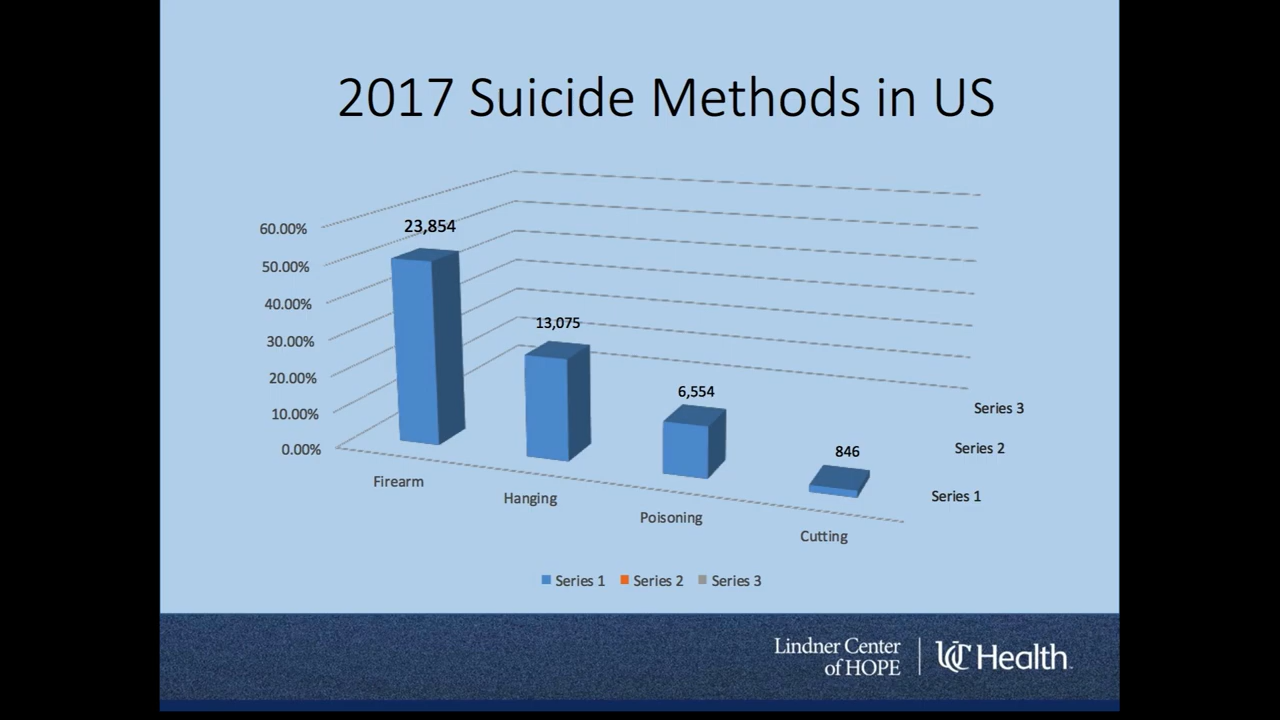 2017 Suicide Methods in US
60.00%
50.00%
40.00%
30.00%
20.00%
10.00%
0.00%
23,854
13,075
6,554
846
Firearm
Hanging
Poisoning
Cutting
Series 3
Series 2
Series 1
Series 1 Series 2 Series 3
Lindner Center
of HOPE
UC Health